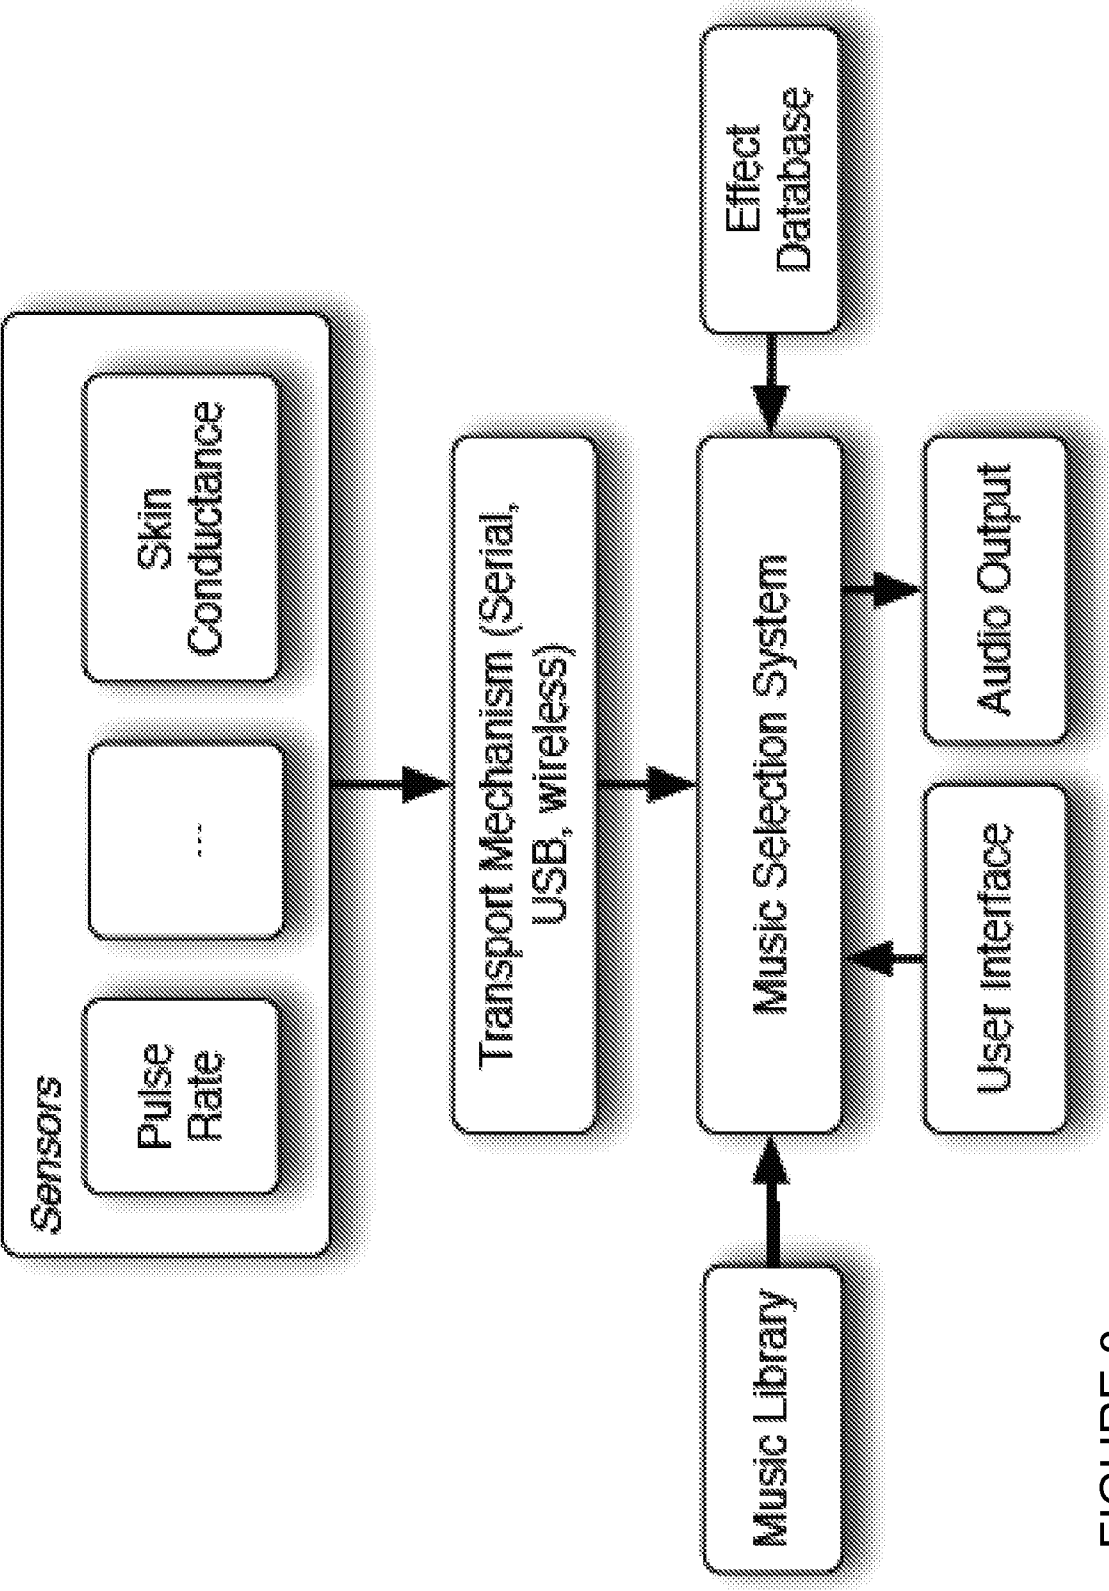 Sensors
Pulse
Rate
...
Skin
Conductance
Transport Mechanism (Serial,
USB, wireless)
Music Library
Music Selection System
Effect
Database
User Interface
Audio Output
FIGURE